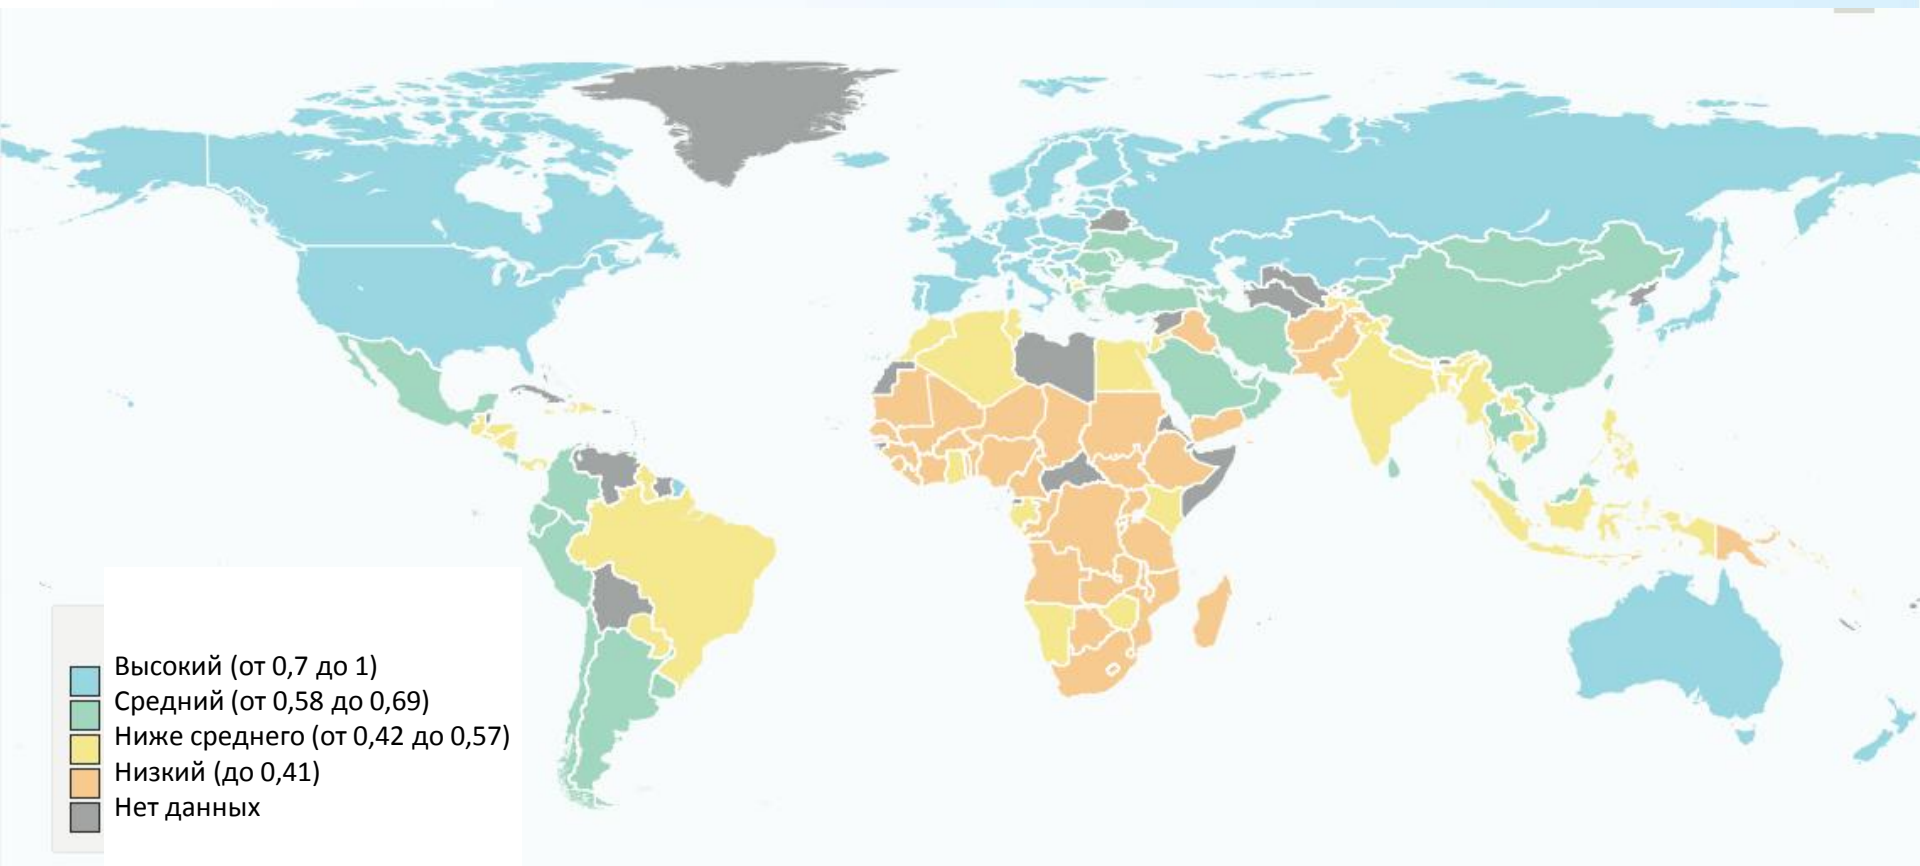 Высокий (от 0,7 до 1)
Средний (от 0,58 до 0,69)
Ниже среднего (от 0,42 до 0,57)
Низкий (до 0,41)
Нет данных